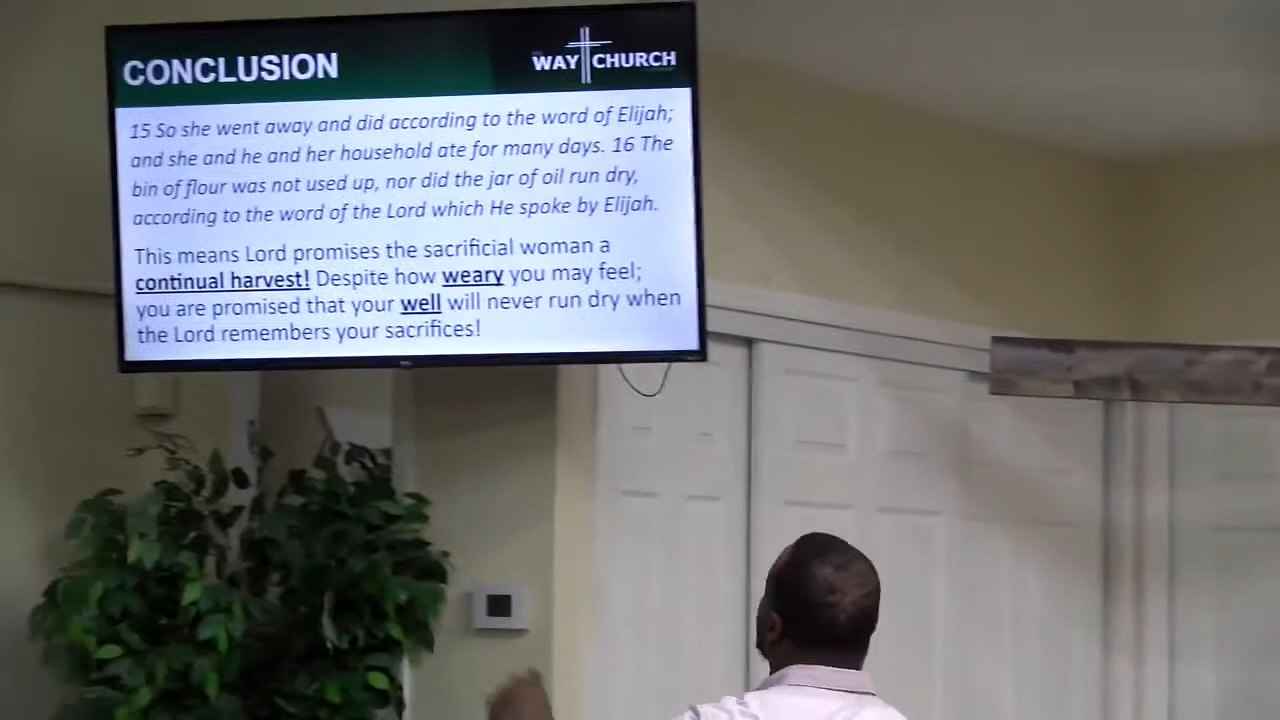 CONCLUSION
WAY CHURCH
15 So she went away and did according to the word of Elijah;
and she and he and her household ate for many days. 16 The
bin of flour was not used up, nor did the jar of oil run dry,
according to the word of the Lord which He spoke by Elijah.
This means Lord promises the sacrificial woman a
continual harvest! Despite how weary you may feel;
you are promised that your well will never run dry when
the Lord remembers your sacrifices!